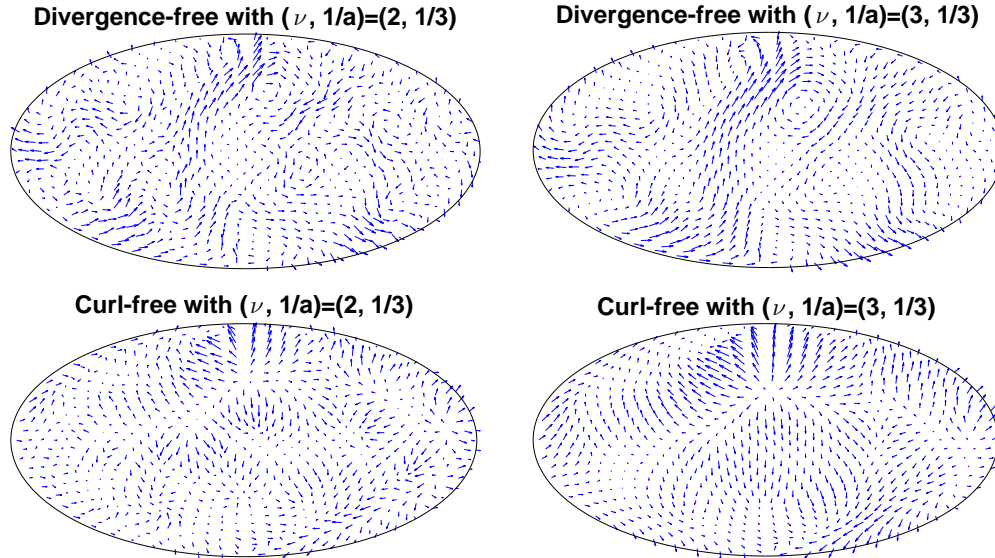 Divergence-free with (ν, 1/a)=(2, 1/3)
Divergence-free with (ν, 1/a)=(3, 1/3)
Curl-free with (ν, 1/a)=(2, 1/3)
Curl-free with (ν, 1/a)=(3, 1/3)